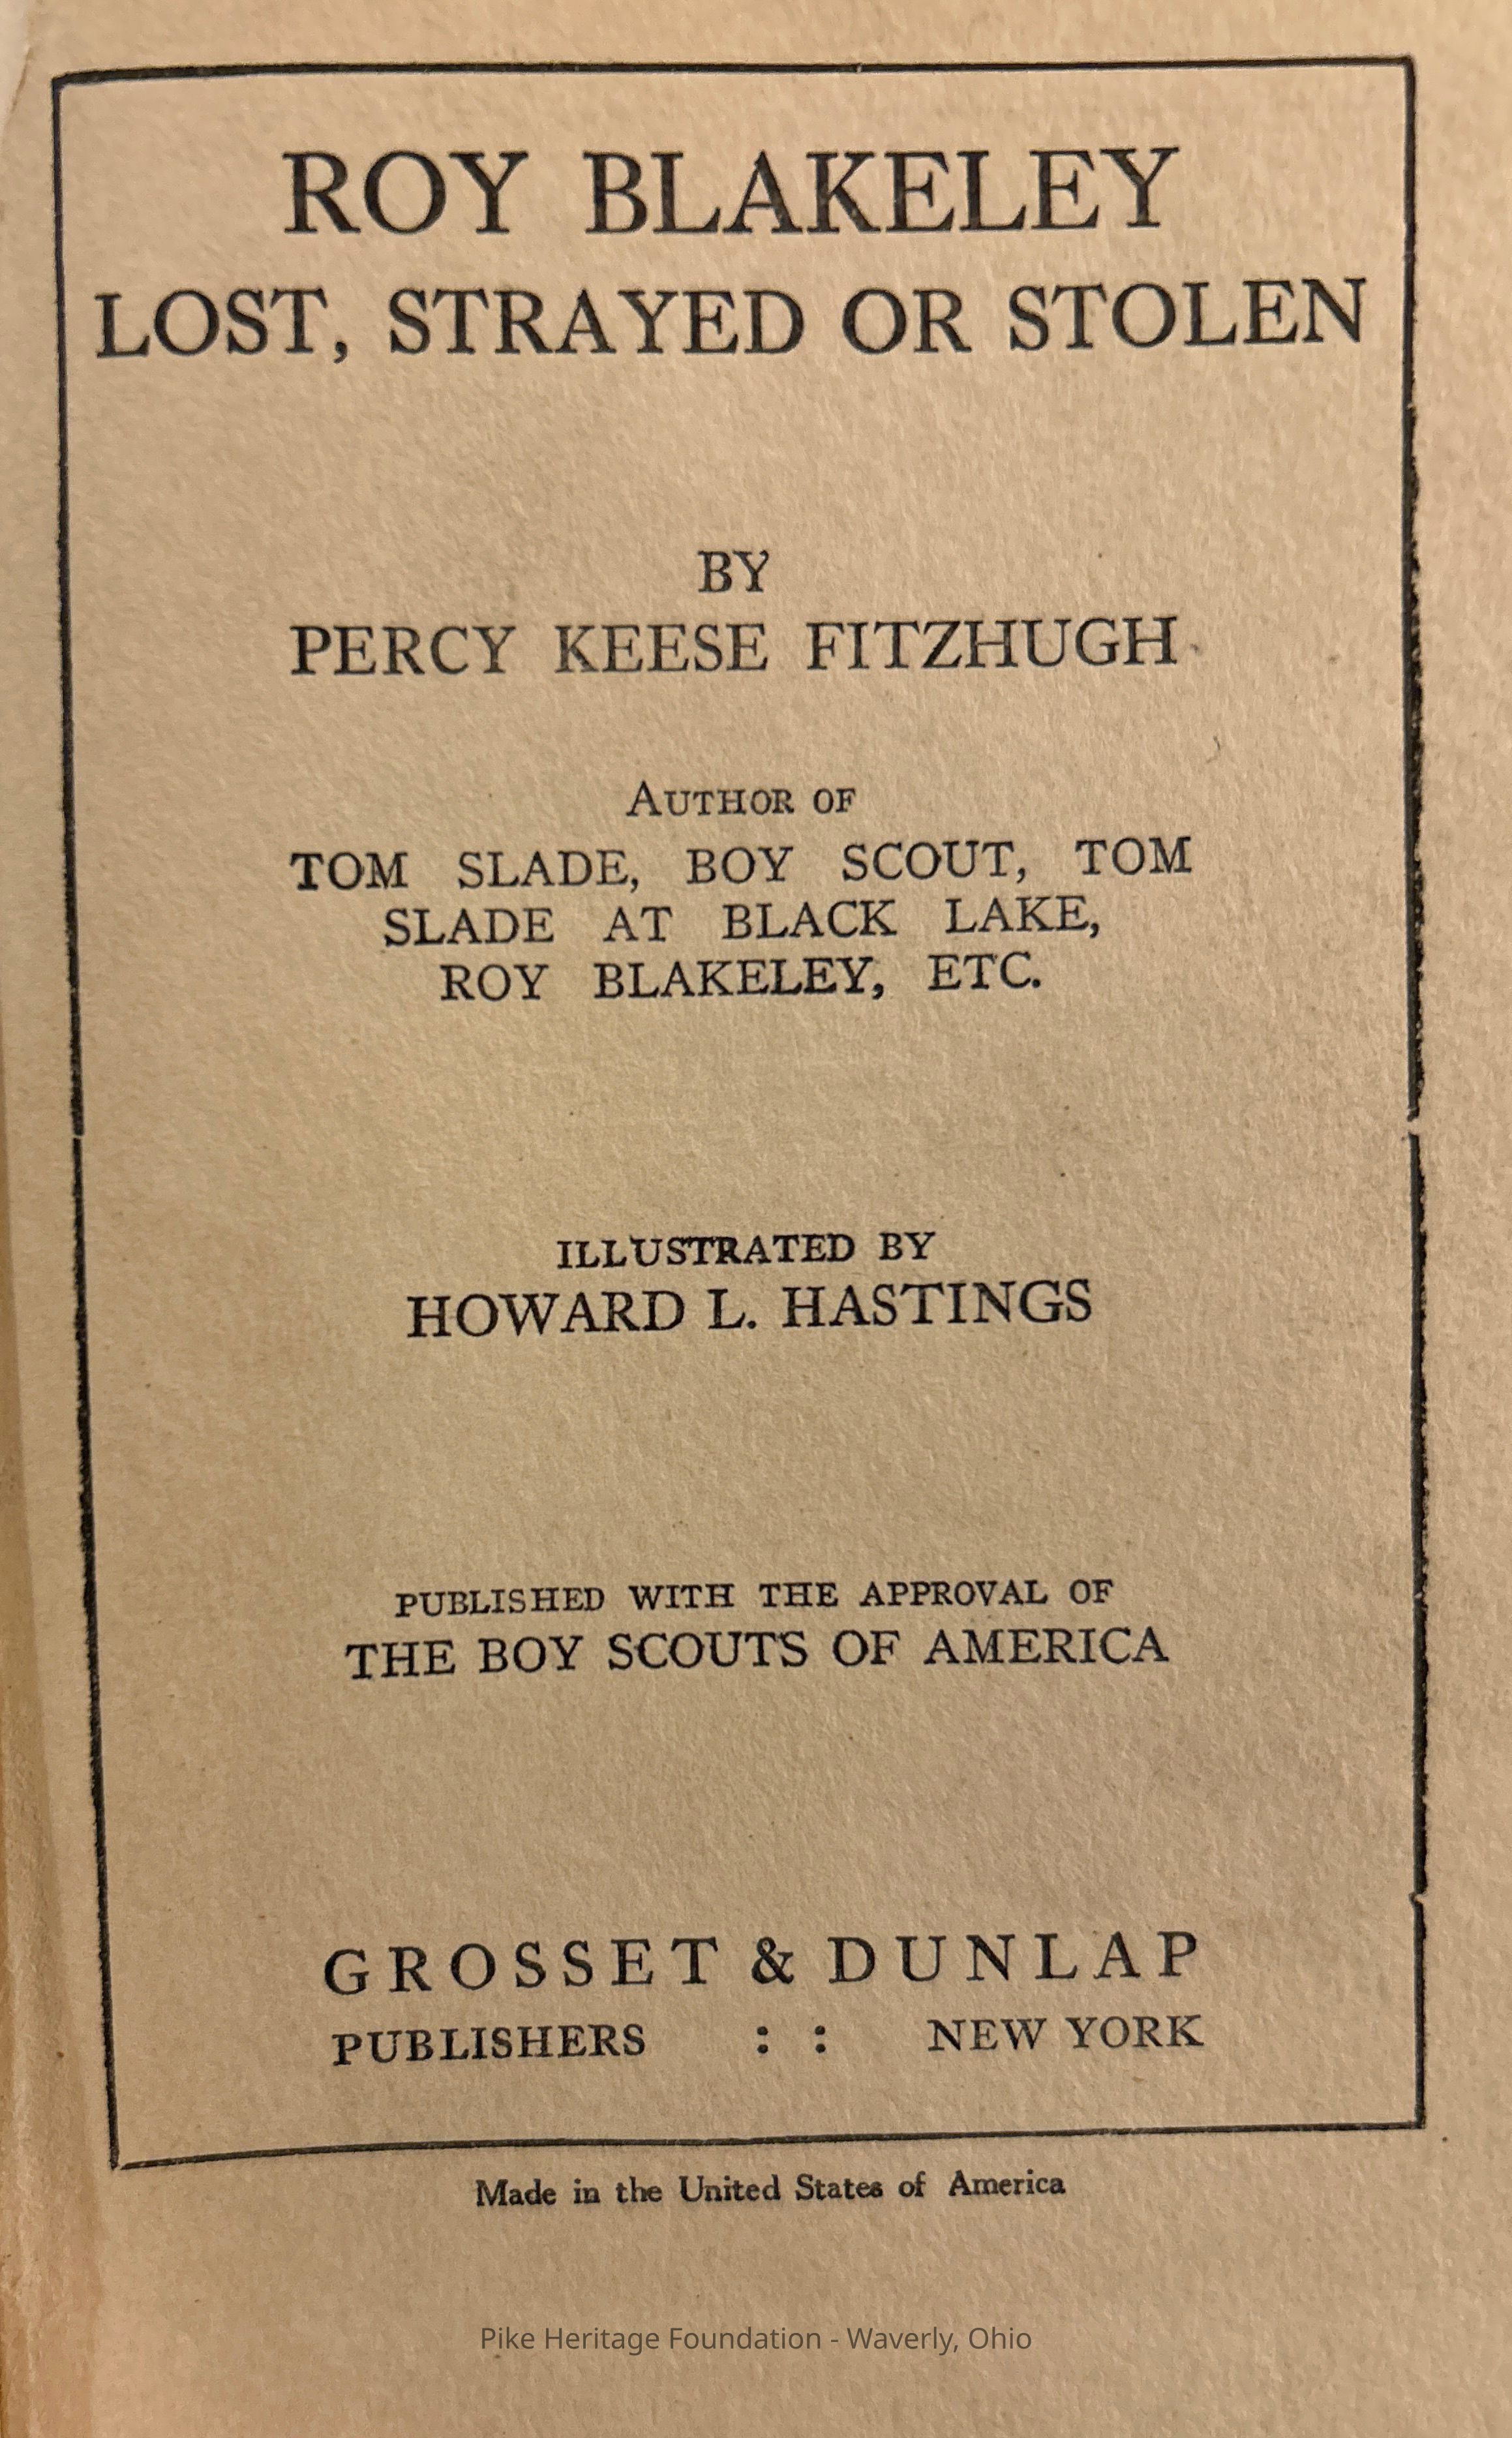 ROY BLAKELEY
LOST, STRAYED OR STOLEN
BY
PERCY KEESE FITZHUGH
AUTHOR OF
TOM SLADE, BOY SCOUT, TOM
SLADE AT BLACK LAKE,
ROY BLAKELEY, ETC.
ILLUSTRATED BY
HOWARD L. HASTINGS
PUBLISHED WITH THE APPROVAL OF
THE BOY SCOUTS OF AMERICA
GROSSET & DUNLAP
PUBLISHERS : : NEW YORK
Made in the United States of America
Pike Heritage Foundation - Waverly, Ohio